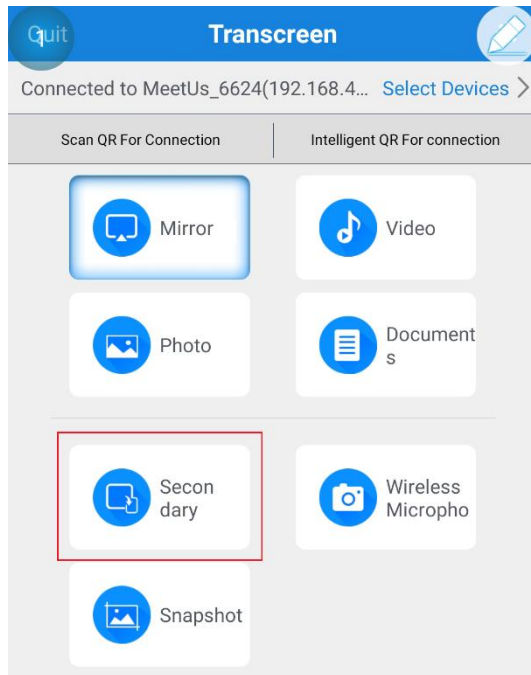 Quit
1
Transcreen
Connected to MeetUs_6624(192.168.4... Select Devices >
Scan QR For Connection
Intelligent QR For connection
Mirror
Video
Photo
Document
s
Secon
dary
Wireless
Micropho
Snapshot